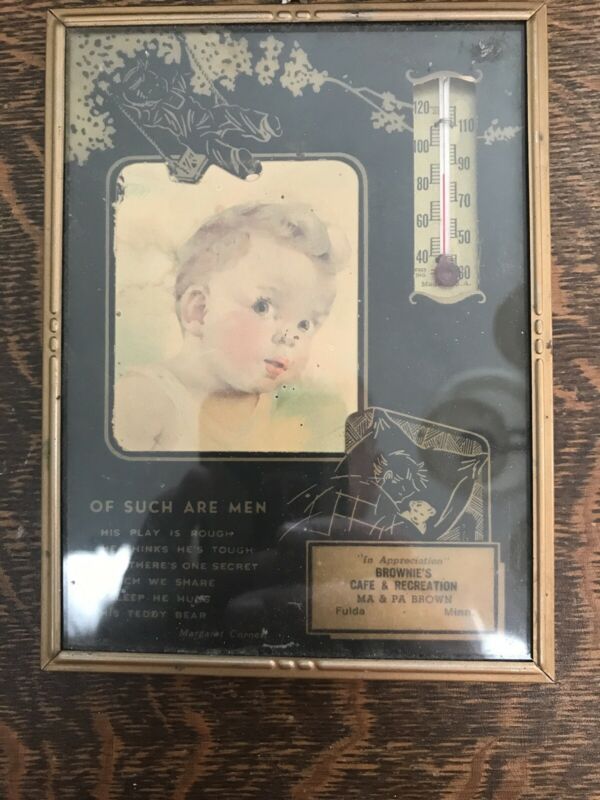 120
110
100
90
80
70
60
50
40
30
OF SUCH ARE MEN
HIS PLAY IS ROUGH
THINKS HE'S TOUGH
THERE'S ONE SECRET
WE SHARE
HE HUGS
HIS TEDDY BEAR
Margaret Cornell
"In Appreciation"
BROWNIE'S
CAFE & RECREATION
MA & PA BROWN
Fulda Minn.